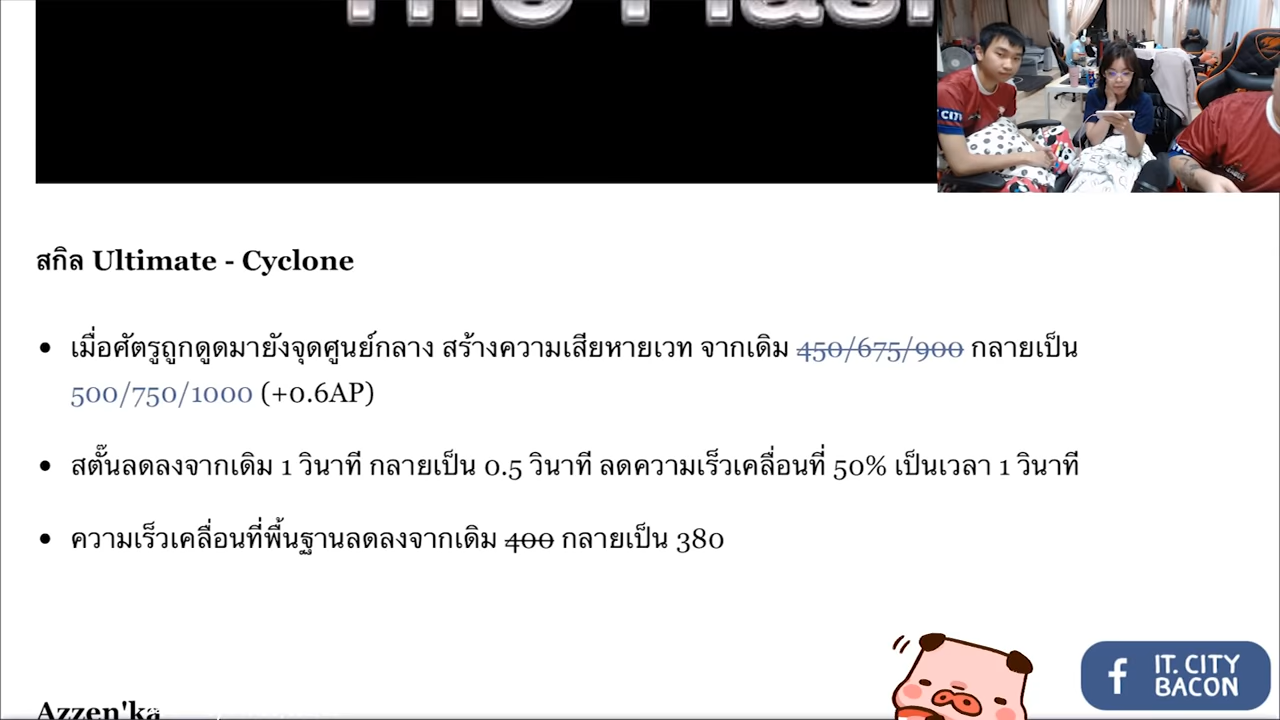 The Flash
CITY
สกิล Ultimate - Cyclone
เมื่อศัตรูถูกดูดมายังจุดศูนย์กลาง สร้างความเสียหายเวท จากเดิม 450/675/900 กลายเป็น
500/750/1000 (+0.6AP)
สตั๊นลดลงจากเดิม 1 วินาที กลายเป็น 0.5 วินาที ลดความเร็วเคลื่อนที่ 50% เป็นเวลา 1 วินาที
ความเร็วเคลื่อนที่พื้นฐานลดลงจากเดิม 400 กลายเป็น 380
Azzen'ka
f IT. CITY
BACON